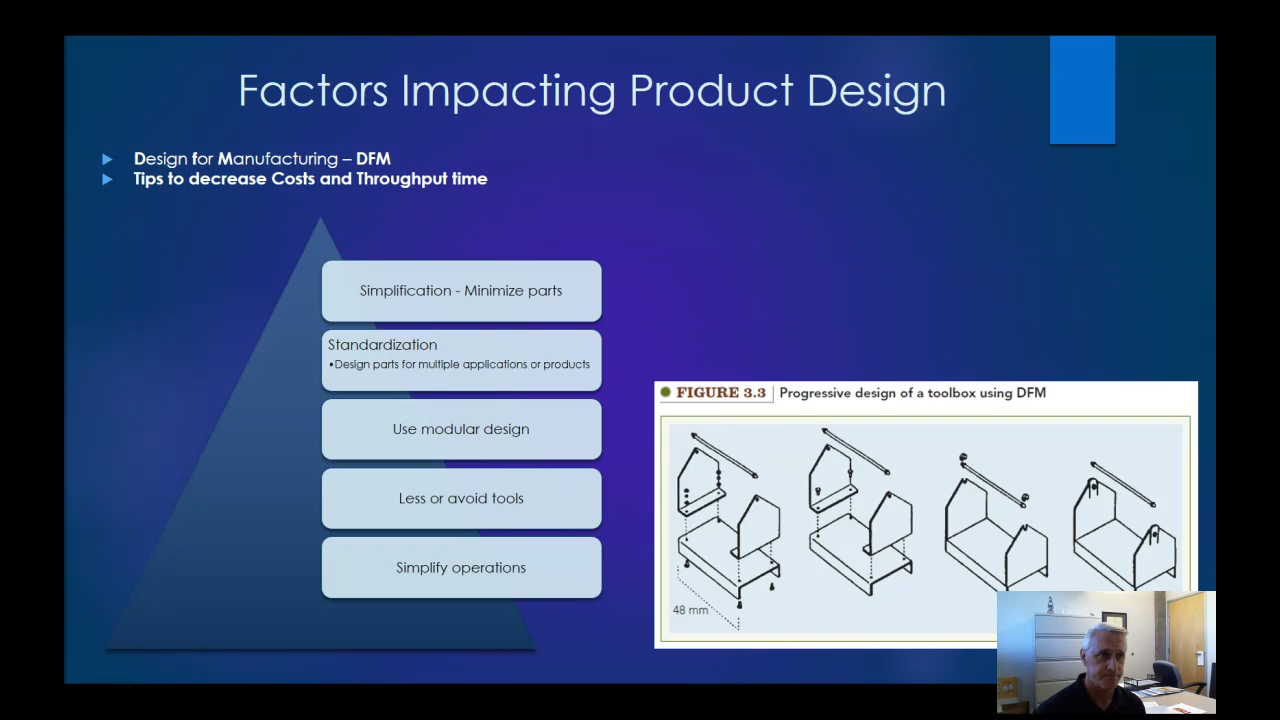 Factors Impacting Product Design
Design for Manufacturing – DFM
Tips to decrease Costs and Throughput time
Simplification - Minimize parts
Standardization
•Design parts for multiple applications or products
Use modular design
Less or avoid tools
Simplify operations
FIGURE 3.3 Progressive design of a toolbox using DFM
48 mm